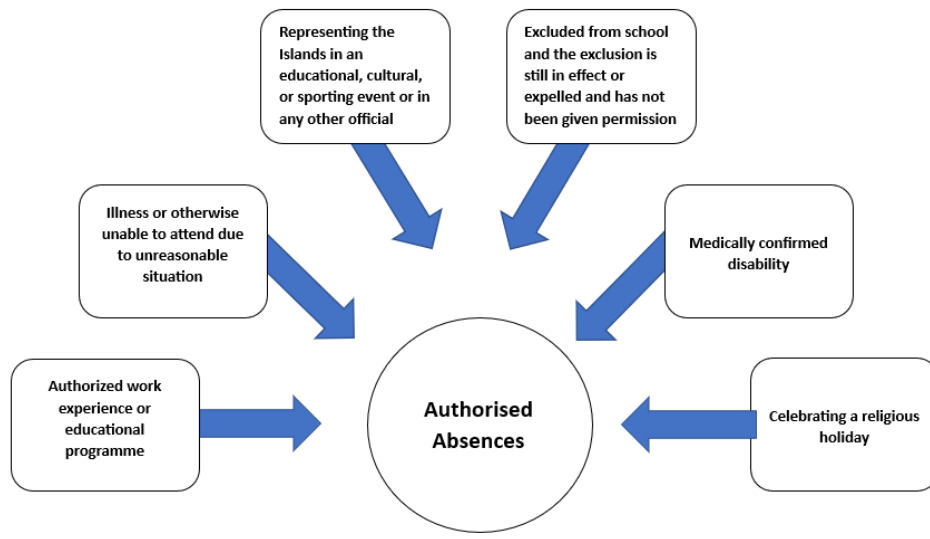 Representing the
Islands in an
educational, cultural,
or sporting event or in
any other official
Excluded from school
and the exclusion is
still in effect or
expelled and has not
been given permission
Illness or otherwise
unable to attend due
to unreasonable
situation
Medically confirmed
disability
Authorized work
experience or
educational
programme
Authorised
Absences
Celebrating a religious
holiday